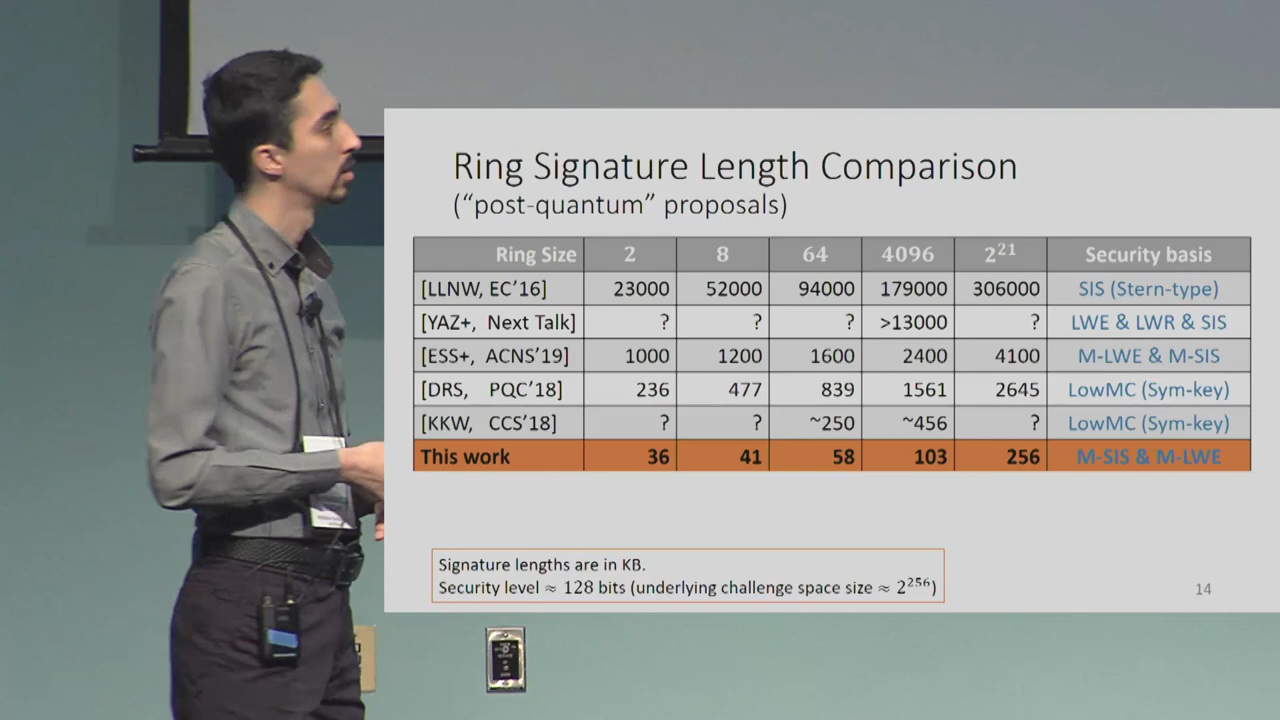 Ring Signature Length Comparison
("post-quantum" proposals)
Ring Size 2 8 64 4096 2²¹ Security basis
[LLNW, EC'16] 23000 52000 94000 179000 306000 SIS (Stern-type)
[YAZ+, Next Talk] ? ? ? >13000 ? LWE & LWR & SIS
[ESS+, ACNS'19] 1000 1200 1600 2400 4100 M-LWE & M-SIS
[DRS, PQC'18] 236 477 839 1561 2645 LowMC (Sym-key)
[KKW, CCS'18] ? ? ~250 ~456 ? LowMC (Sym-key)
This work 36 41 58 103 256 M-SIS & M-LWE
Signature lengths are in KB.
Security level ≈ 128 bits (underlying challenge space size ≈ 2²⁵⁶)
14